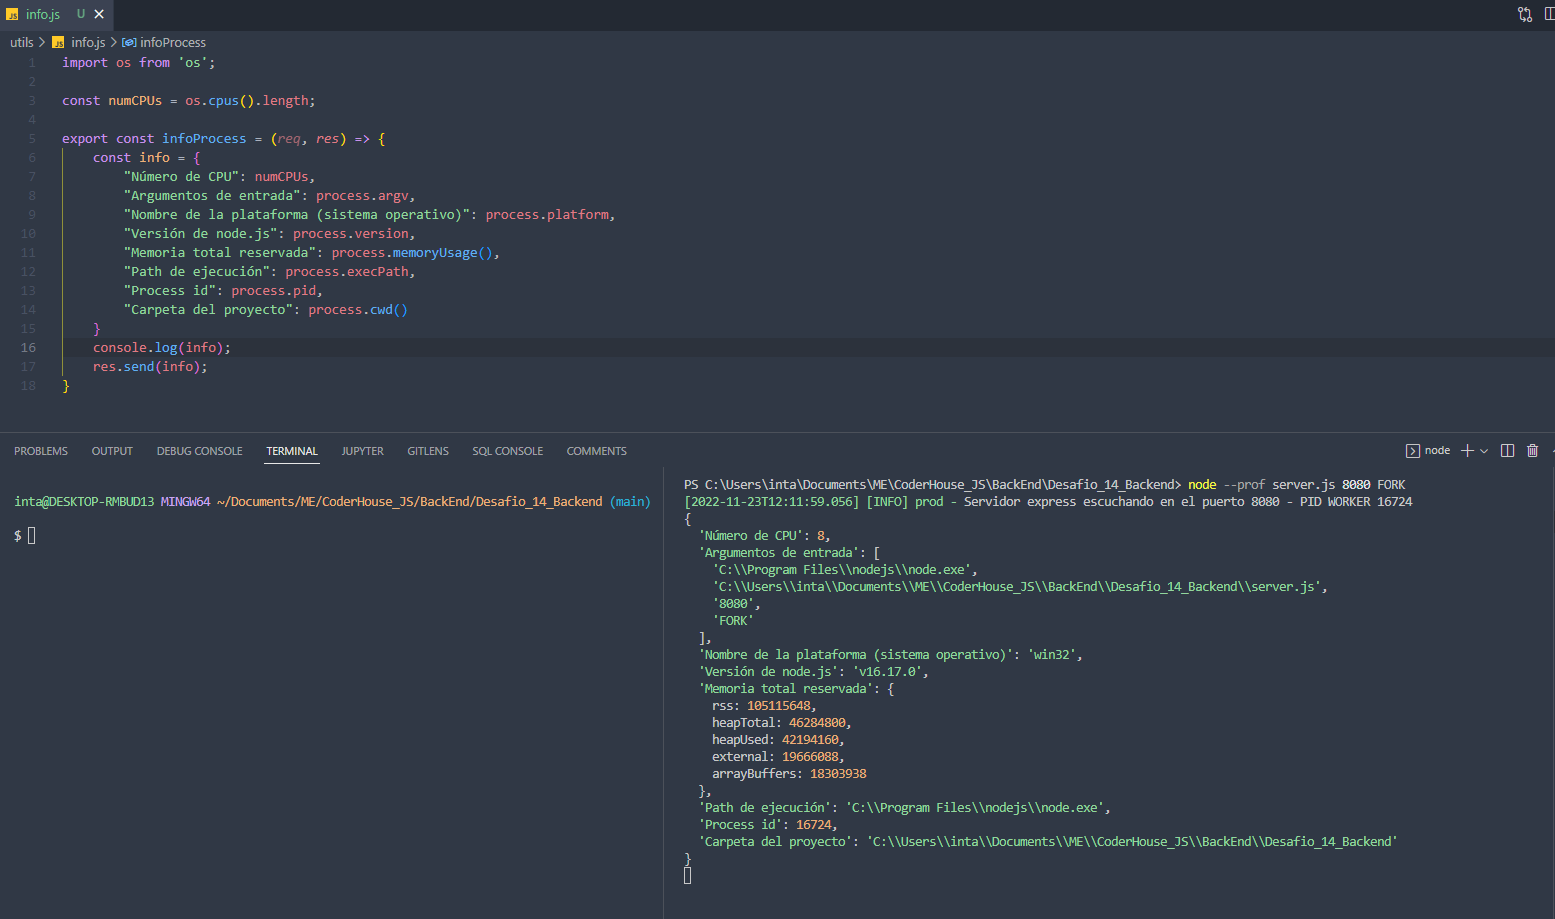 JS info.js U
utils > JS info.js > infoProcess
1 import os from 'os';
2
3 const numCPUs = os.cpus().length;
4
5 export const infoProcess = (req, res) => {
6 const info = {
7 "Número de CPU": numCPUs,
8 "Argumentos de entrada": process.argv,
9 "Nombre de la plataforma (sistema operativo)": process.platform,
10 "Versión de node.js": process.version,
11 "Memoria total reservada": process.memoryUsage(),
12 "Path de ejecución": process.execPath,
13 "Process id": process.pid,
14 "Carpeta del proyecto": process.cwd()
15 }
16 console.log(info);
17 res.send(info);
18 }
PROBLEMS OUTPUT DEBUG CONSOLE TERMINAL JUPYTER GITLENS SQL CONSOLE COMMENTS node
inta@DESKTOP-RMBUD13 MINGW64 ~/Documents/ME/CoderHouse_JS/BackEnd/Desafio_14_Backend (main)
$
PS C:\Users\inta\Documents\ME\CoderHouse_JS\BackEnd\Desafio_14_Backend> node --prof server.js 8080 FORK
[2022-11-23T12:11:59.056] [INFO] prod - Servidor express escuchando en el puerto 8080 - PID WORKER 16724
{
'Número de CPU': 8,
'Argumentos de entrada': [
'C:\\Program Files\\nodejs\\node.exe',
'C:\\Users\\inta\\Documents\\ME\\CoderHouse_JS\\BackEnd\\Desafio_14_Backend\\server.js',
'8080',
'FORK'
],
'Nombre de la plataforma (sistema operativo)': 'win32',
'Versión de node.js': 'v16.17.0',
'Memoria total reservada': {
rss: 105115648,
heapTotal: 46284800,
heapUsed: 42194160,
external: 19666088,
arrayBuffers: 18303938
},
'Path de ejecución': 'C:\\Program Files\\nodejs\\node.exe',
'Process id': 16724,
'Carpeta del proyecto': 'C:\\Users\\inta\\Documents\\ME\\CoderHouse_JS\\BackEnd\\Desafio_14_Backend'
}